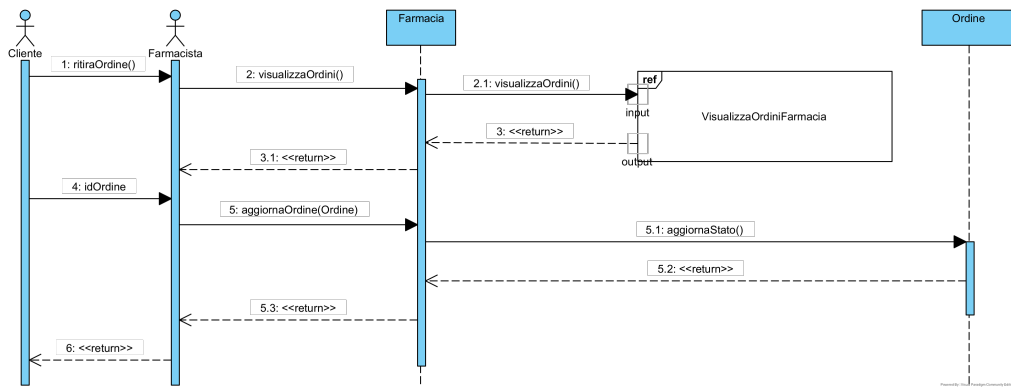 Farmacia
Ordine
Cliente
Farmacista
1: ritiraOrdine()
2: visualizzaOrdini()
2.1: visualizzaOrdini()
ref
input
VisualizzaOrdiniFarmacia
3: <<return>>
output
3.1: <<return>>
4: idOrdine
5: aggiornaOrdine(Ordine)
5.1: aggiornaStato()
5.2: <<return>>
5.3: <<return>>
6: <<return>>